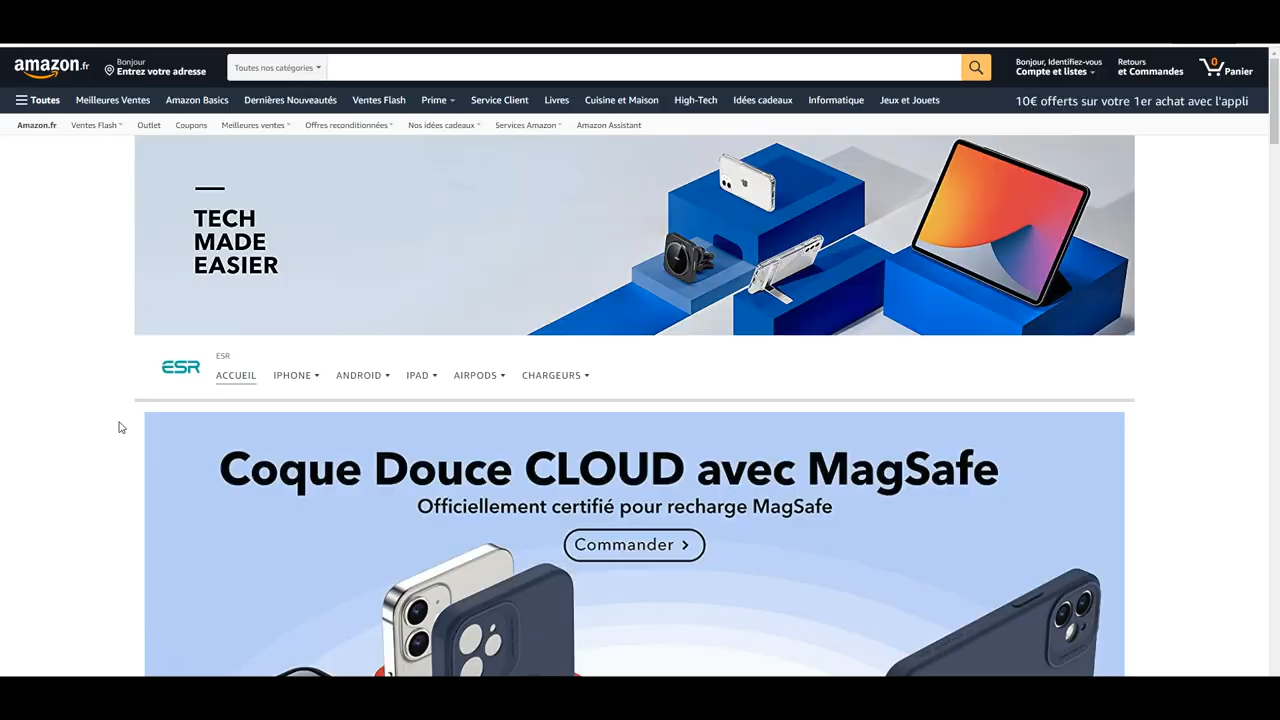 amazon.fr
Bonjour
Entrez votre adresse
Toutes nos catégories
Bonjour, Identifiez-vous
Compte et listes
Retours
et Commandes
0
Panier
Toutes
Meilleures Ventes
Amazon Basics
Dernières Nouveautés
Ventes Flash
Prime
Service Client
Livres
Cuisine et Maison
High-Tech
Idées cadeaux
Informatique
Jeux et Jouets
10€ offerts sur votre 1er achat avec l'appli
Amazon.fr
Ventes Flash
Outlet
Coupons
Meilleures ventes
Offres reconditionnées
Nos idées cadeaux
Services Amazon
Amazon Assistant
TECH
MADE
EASIER
ESR
ESR
ACCUEIL
IPHONE
ANDROID
IPAD
AIRPODS
CHARGEURS
Coque Douce CLOUD avec MagSafe
Officiellement certifié pour recharge MagSafe
Commander >